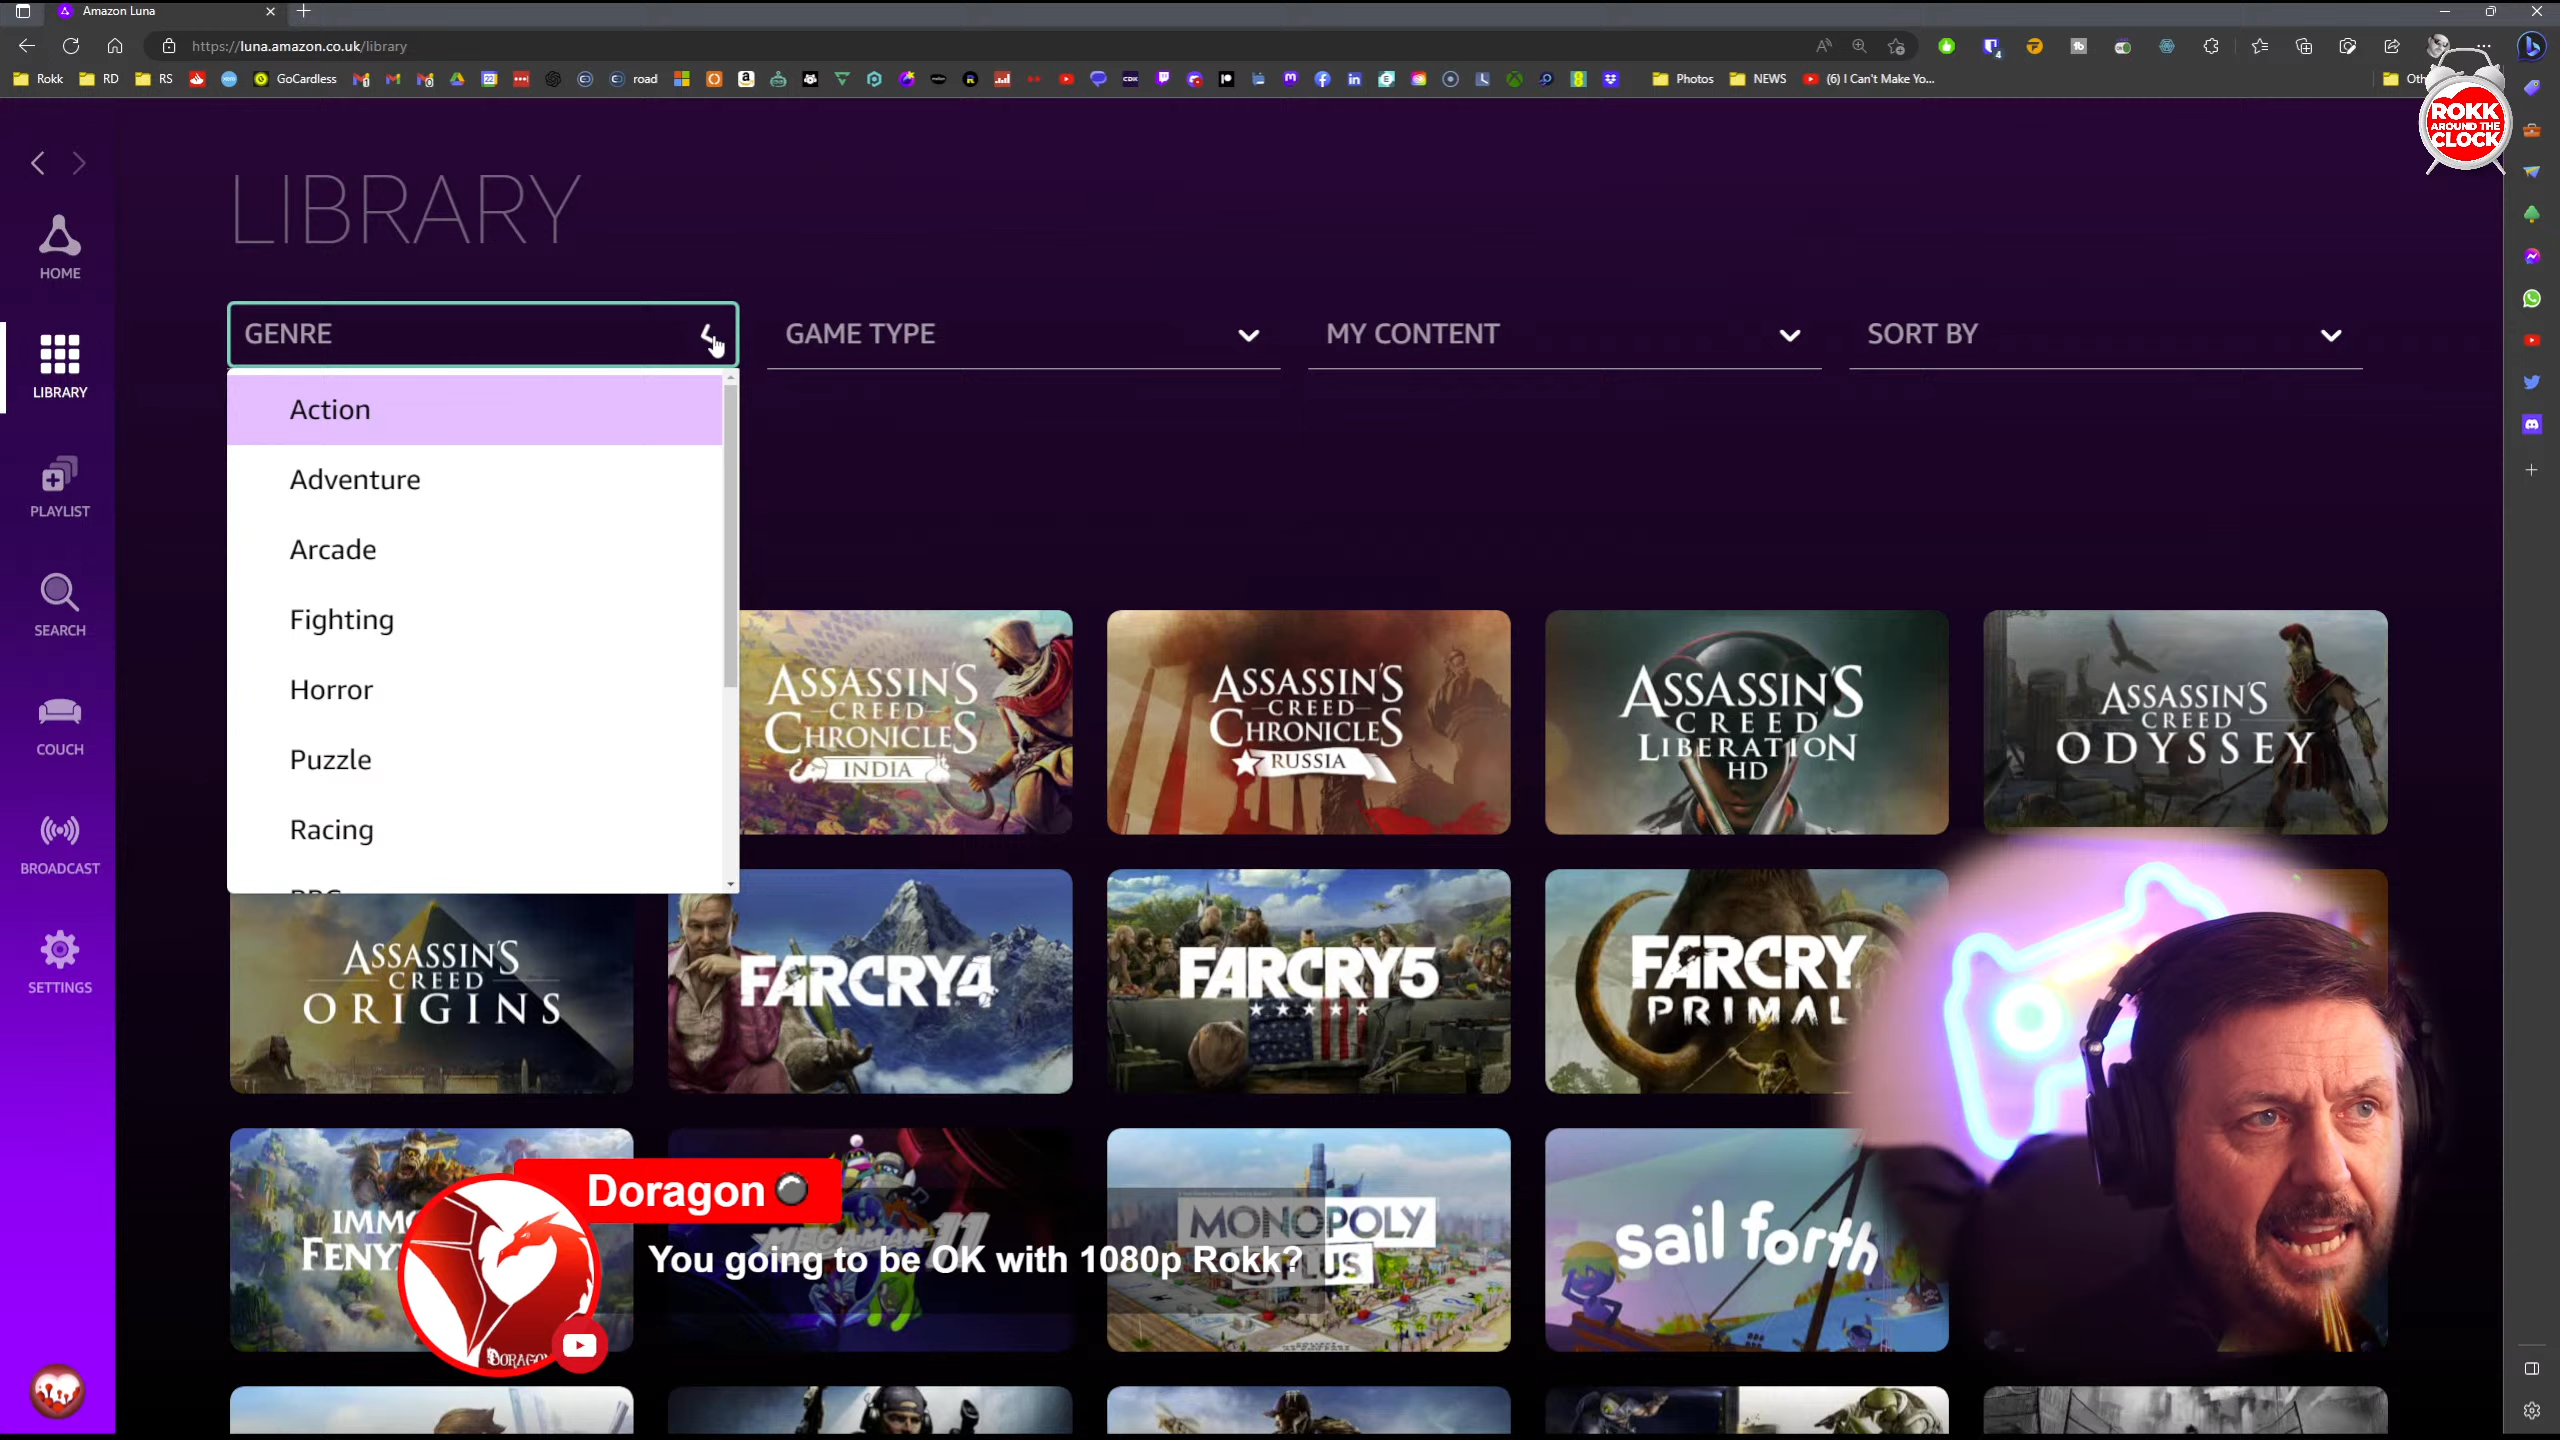 Amazon Luna
https://luna.amazon.co.uk/library
Rokk
RD
RS
GoCardless
road
Photos
NEWS
(6) I Can't Make Yo...
ROKK
AROUND THE
CLOCK
LIBRARY
HOME
LIBRARY
PLAYLIST
SEARCH
COUCH
BROADCAST
SETTINGS
GENRE
GAME TYPE
MY CONTENT
SORT BY
Action
Adventure
Arcade
Fighting
Horror
Puzzle
Racing
ASSASSIN'S
CREED
CHRONICLES
INDIA
ASSASSIN'S
CREED
CHRONICLES
RUSSIA
ASSASSIN'S
CREED
LIBERATION
HD
ASSASSIN'S
CREED
ODYSSEY
ASSASSIN'S
CREED
ORIGINS
FARCRY4
FARCRY5
FARCRY
PRIMAL
MEGAMAN 11
MONOPOLY
PLUS
sail forth
Doragon
You going to be OK with 1080p Rokk?